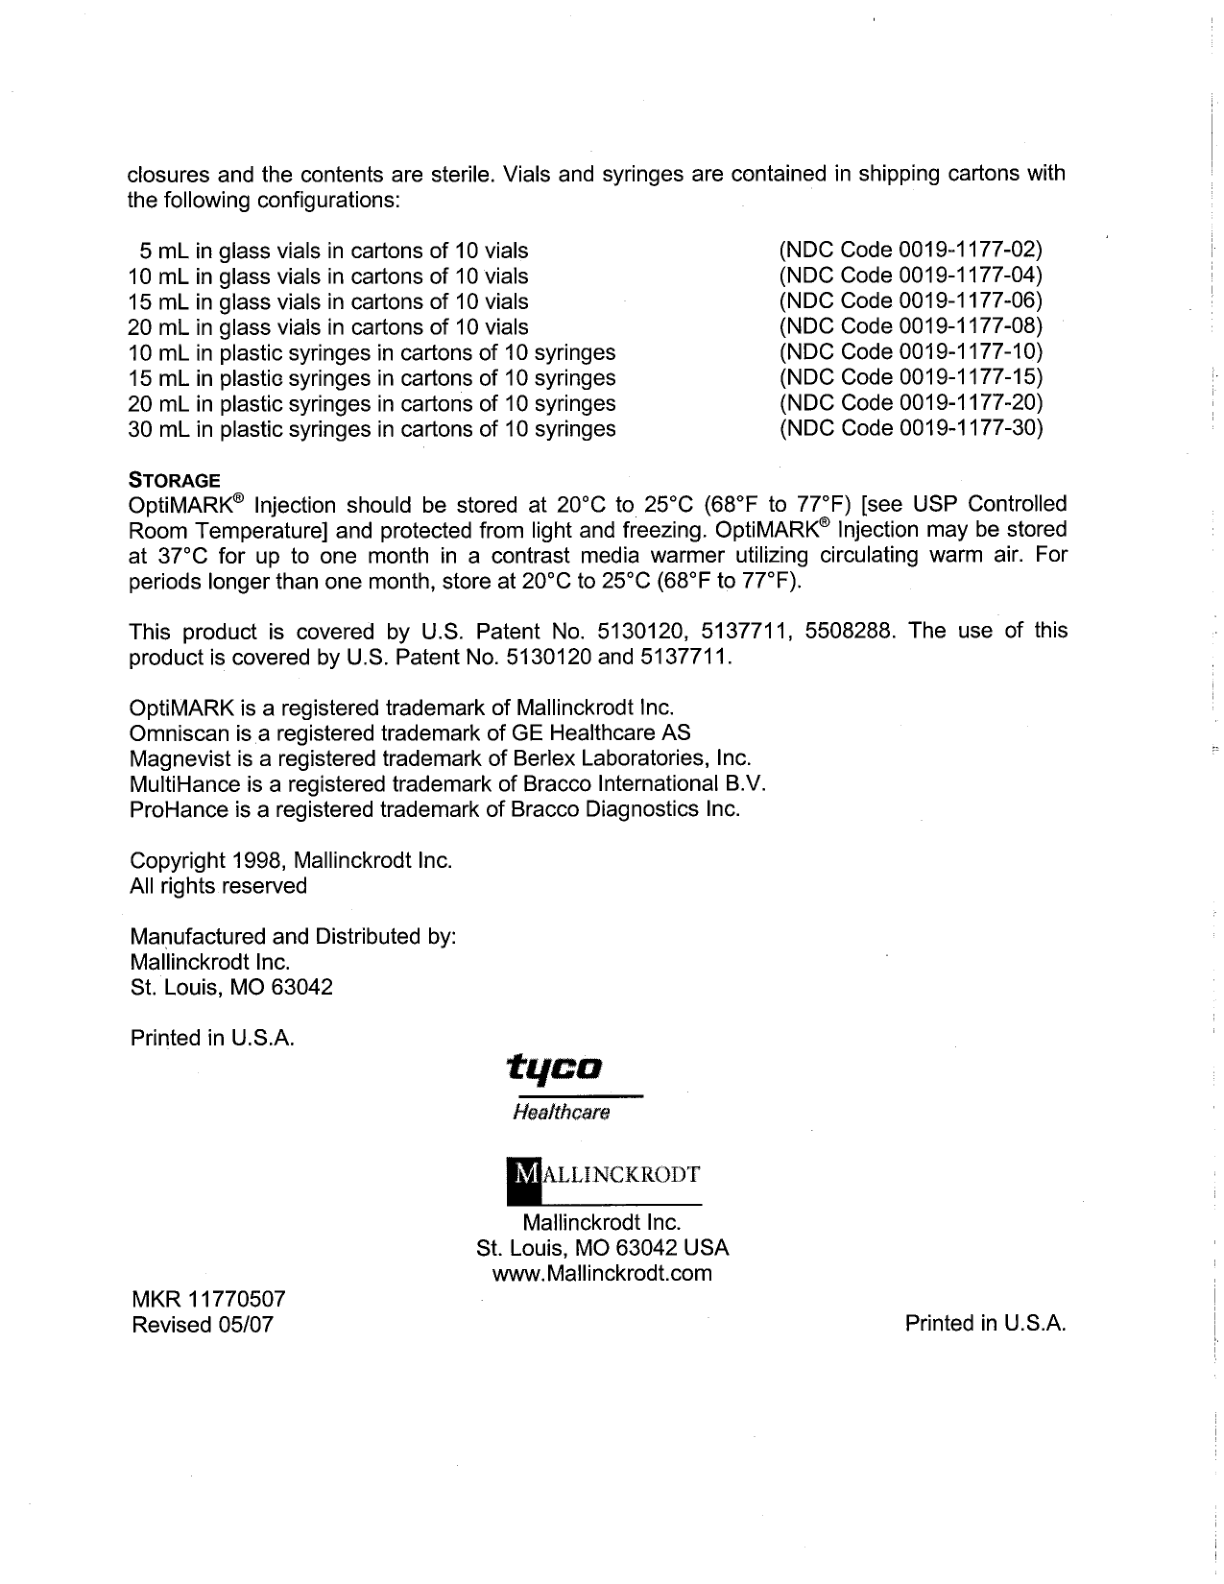 closures and the contents are sterile. Vials and syringes are contained in shipping cartons with
the following configurations:
5 mL in glass vials in cartons of 10 vials (NDC Code 0019-1177-02)
10 mL in glass vials in cartons of 10 vials (NDC Code 0019-1177-04)
15 mL in glass vials in cartons of 10 vials (NDC Code 0019-1177-06)
20 mL in glass vials in cartons of 10 vials (NDC Code 0019-1177-08)
10 mL in plastic syringes in cartons of 10 syringes (NDC Code 0019-1177-10)
15 mL in plastic syringes in cartons of 10 syringes (NDC Code 0019-1177-15)
20 mL in plastic syringes in cartons of 10 syringes (NDC Code 0019-1177-20)
30 mL in plastic syringes in cartons of 10 syringes (NDC Code 0019-1177-30)
STORAGE
OptiMARK® Injection should be stored at 20°C to 25°C (68°F to 77°F) [see USP Controlled
Room Temperature] and protected from light and freezing. OptiMARK® Injection may be stored
at 37°C for up to one month in a contrast media warmer utilizing circulating warm air. For
periods longer than one month, store at 20°C to 25°C (68°F to 77°F).
This product is covered by U.S. Patent No. 5130120, 5137711, 5508288. The use of this
product is covered by U.S. Patent No. 5130120 and 5137711.
OptiMARK is a registered trademark of Mallinckrodt Inc.
Omniscan is a registered trademark of GE Healthcare AS
Magnevist is a registered trademark of Berlex Laboratories, Inc.
MultiHance is a registered trademark of Bracco International B.V.
ProHance is a registered trademark of Bracco Diagnostics Inc.
Copyright 1998, Mallinckrodt Inc.
All rights reserved
Manufactured and Distributed by:
Mallinckrodt Inc.
St. Louis, MO 63042
Printed in U.S.A.
tyco
Healthcare
MALLINCKRODT
Mallinckrodt Inc.
St. Louis, MO 63042 USA
www.Mallinckrodt.com
MKR 11770507
Revised 05/07 Printed in U.S.A.